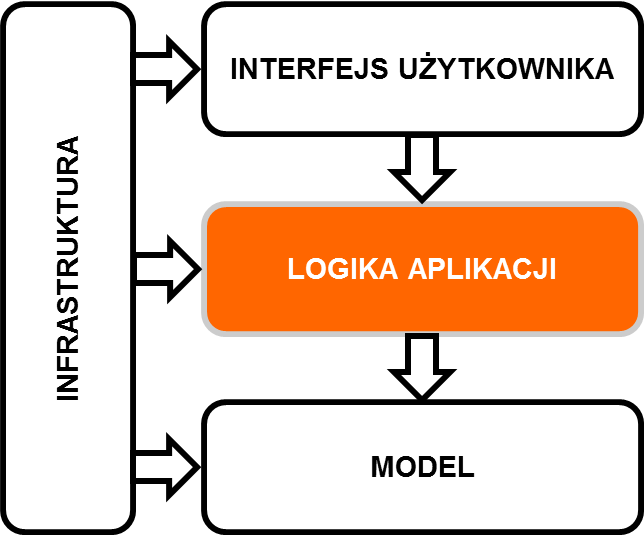 INFRASTRUKTURA
INTERFEJS UŻYTKOWNIKA
LOGIKA APLIKACJI
MODEL